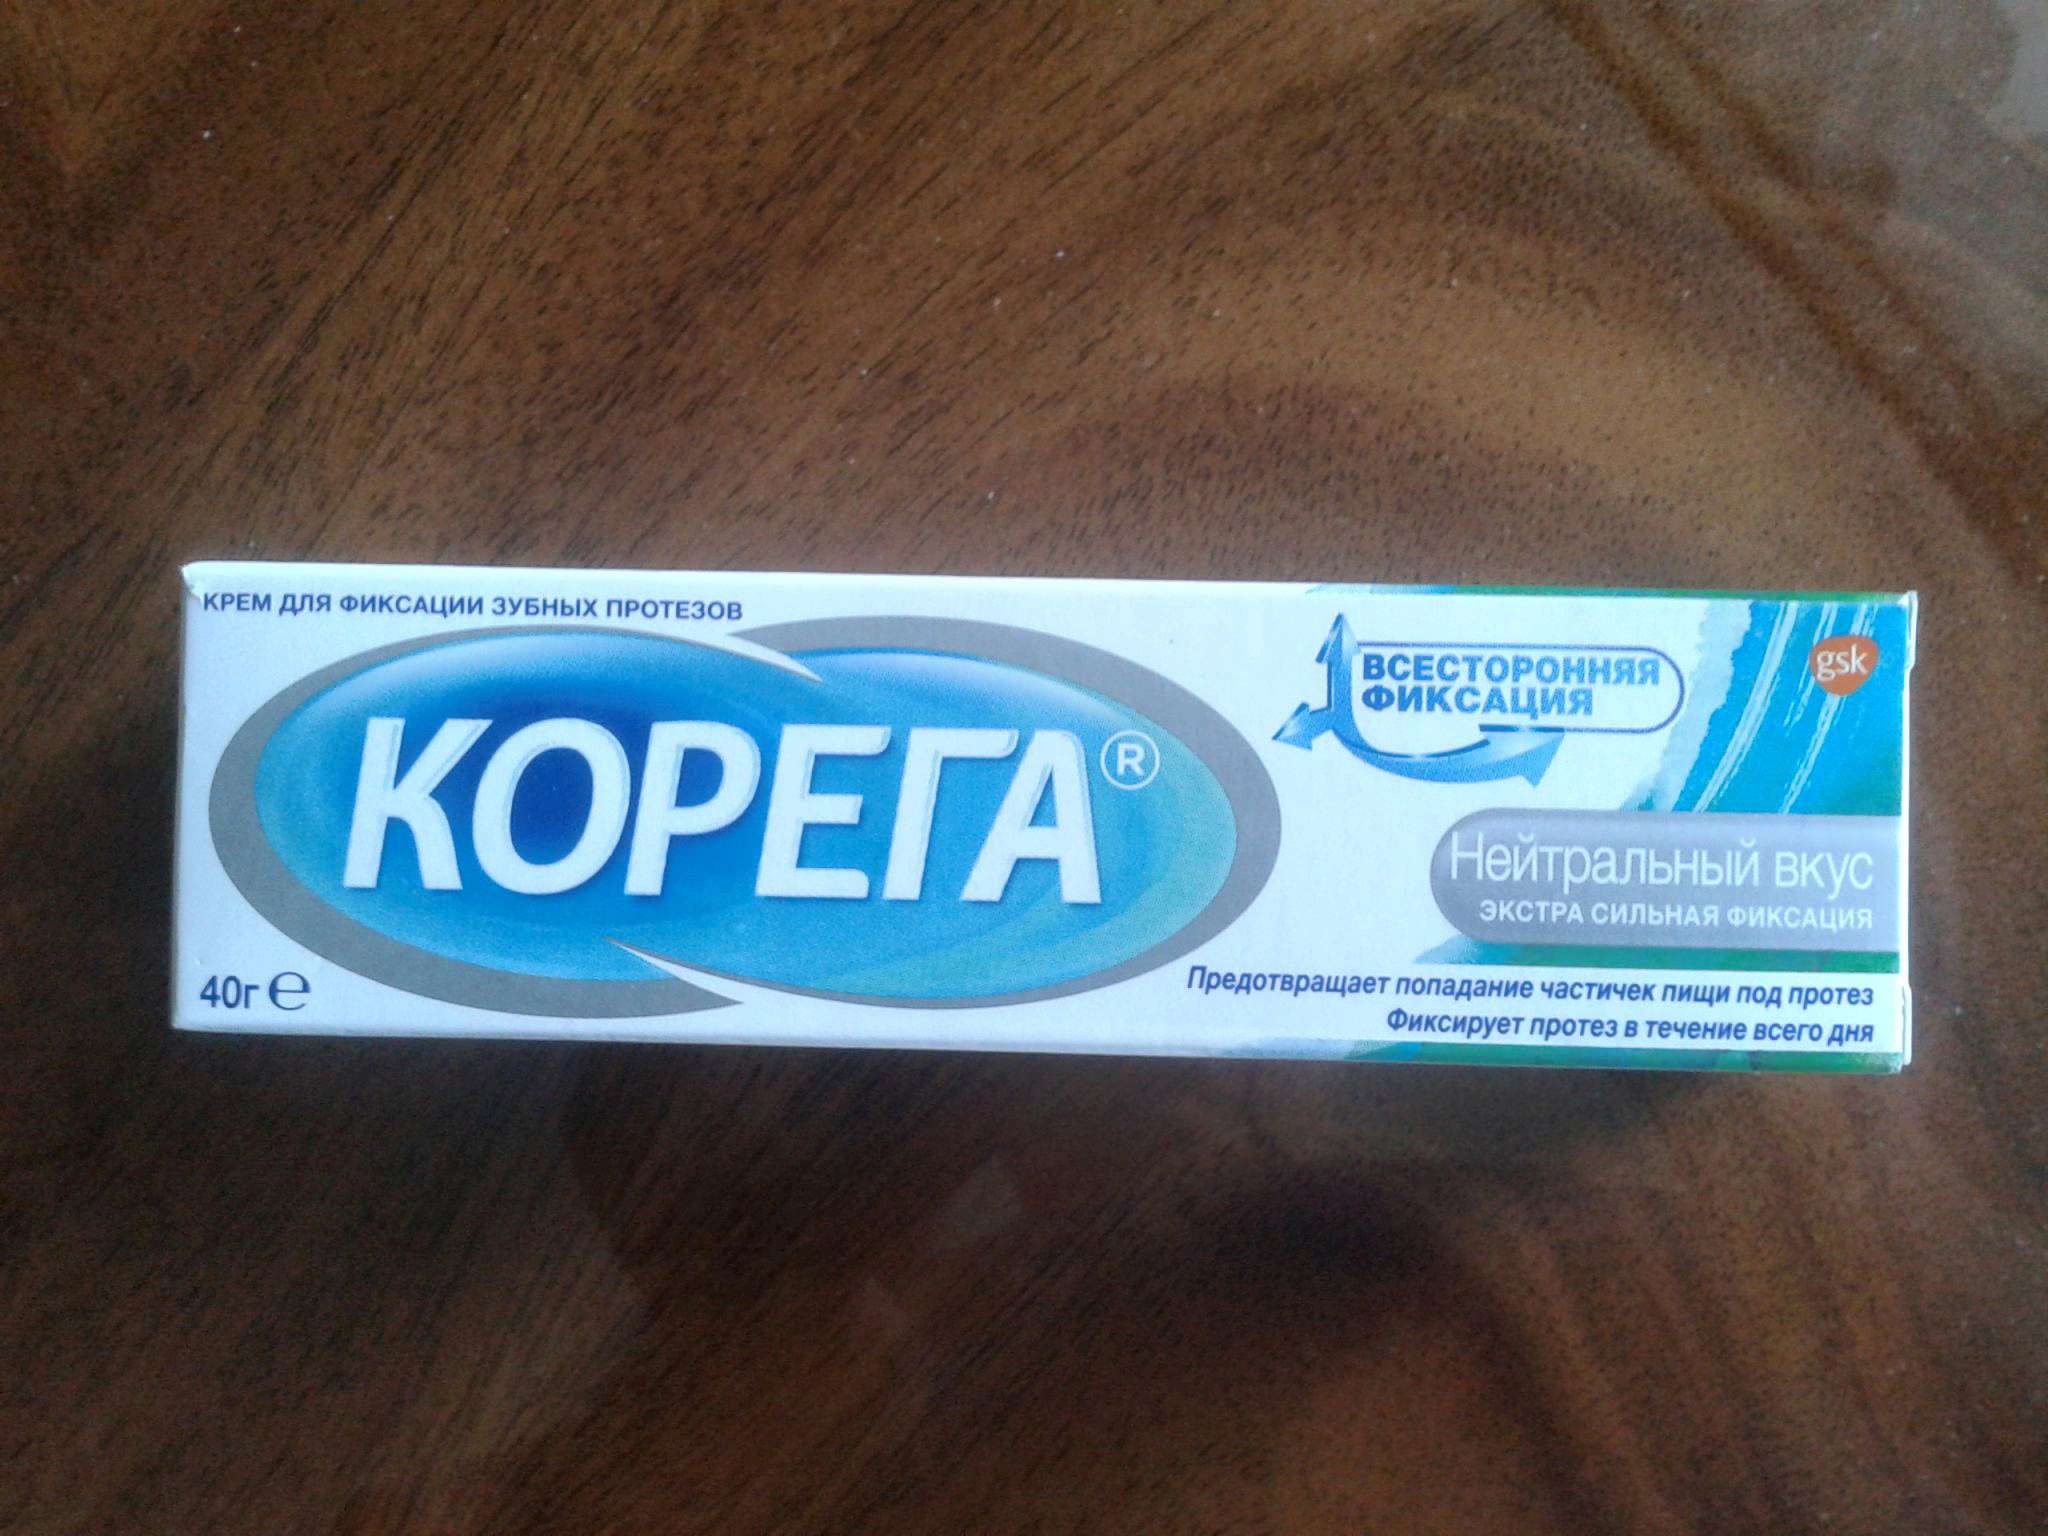 КРЕМ ДЛЯ ФИКСАЦИИ ЗУБНЫХ ПРОТЕЗОВ
КОРЕГА®
ВСЕСТОРОННЯЯ
ФИКСАЦИЯ
gsk
Нейтральный вкус
ЭКСТРА СИЛЬНАЯ ФИКСАЦИЯ
40г ℮
Предотвращает попадание частичек пищи под протез
Фиксирует протез в течение всего дня